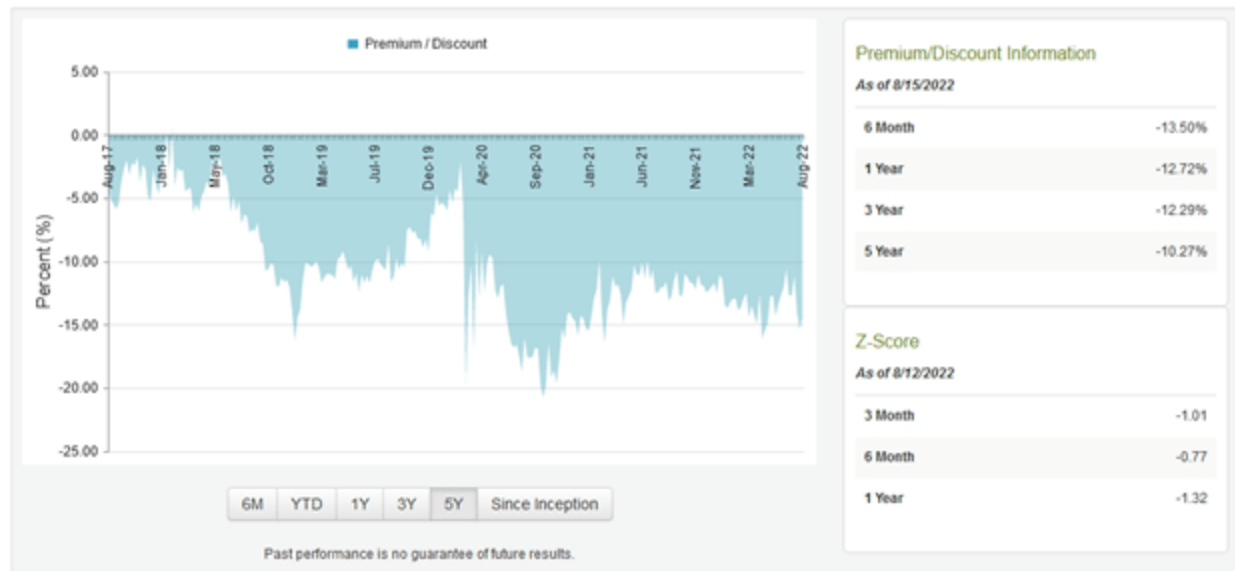 Premium / Discount
5.00
0.00
-5.00
-10.00
-15.00
-20.00
-25.00
Percent (%)
Aug-17
Jan-18
May-18
Oct-18
Mar-19
Jul-19
Dec-19
Apr-20
Sep-20
Jan-21
Jun-21
Nov-21
Mar-22
Aug-22
6M YTD 1Y 3Y 5Y Since Inception
Past performance is no guarantee of future results.
Premium/Discount Information
As of 8/15/2022
6 Month -13.50%
1 Year -12.72%
3 Year -12.29%
5 Year -10.27%
Z-Score
As of 8/12/2022
3 Month -1.01
6 Month -0.77
1 Year -1.32